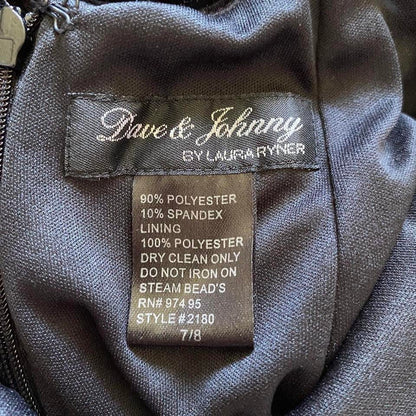 Dave & Johnny
BY LAURA RYNER
90% POLYESTER
10% SPANDEX
LINING
100% POLYESTER
DRY CLEAN ONLY
DO NOT IRON ON
STEAM BEAD'S
RN# 974 95
STYLE #2180
7/8